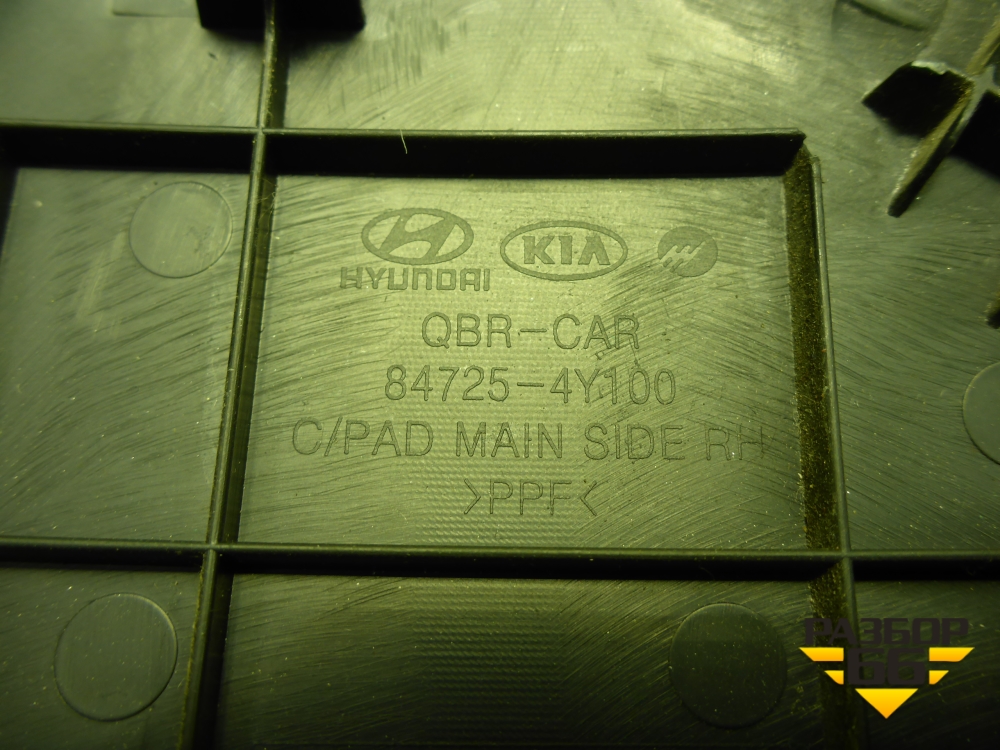 HYUNDAI KIA
QBR-CAR
84725-4Y100
C/PAD MAIN SIDE RH
>PPF<
РАЗБОР
66